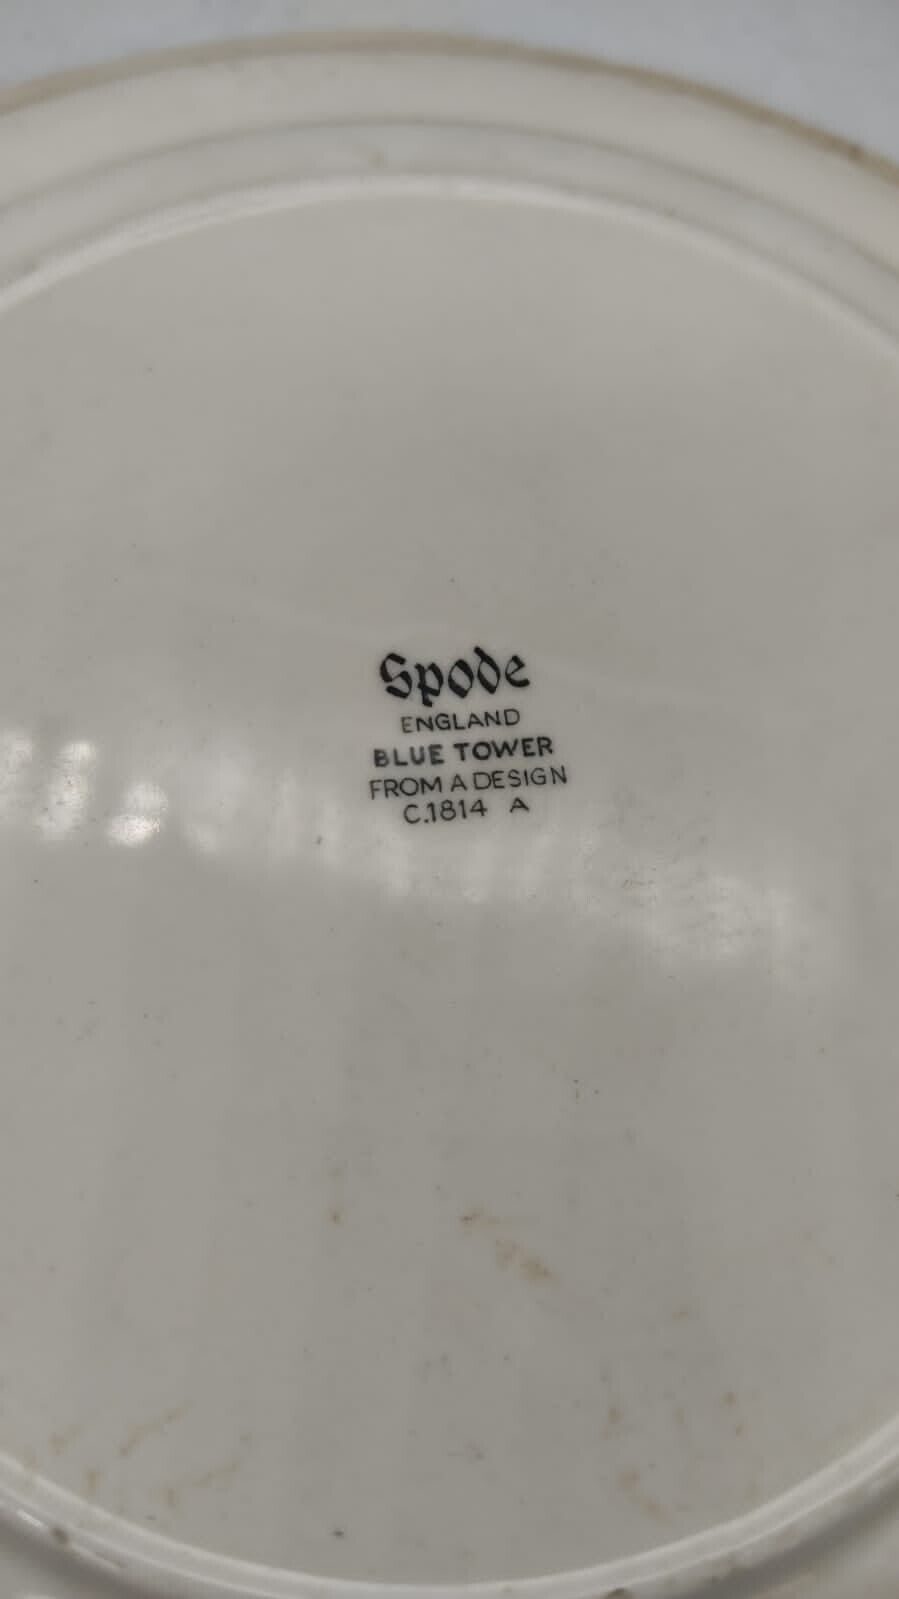 Spode
ENGLAND
BLUE TOWER
FROM A DESIGN
C.1814 A